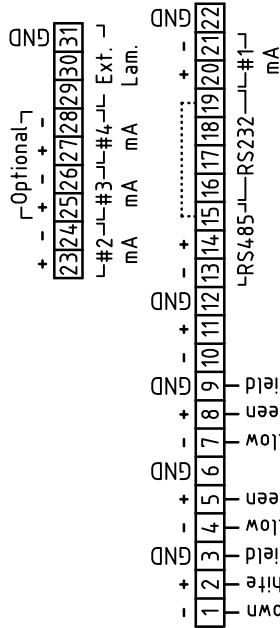 Optional
+ - + - + - GND
23 24 25 26 27 28 29 30 31
#2 #3 #4 Ext.
mA mA mA Lam.
- + GND - + GND - + GND - + GND - + + - GND
1 2 3 4 5 6 7 8 9 10 11 12 13 14 15 16 17 18 19 20 21 22
RS485 RS232 #1
mA
own
hite
ield
low
een
low
een
ield